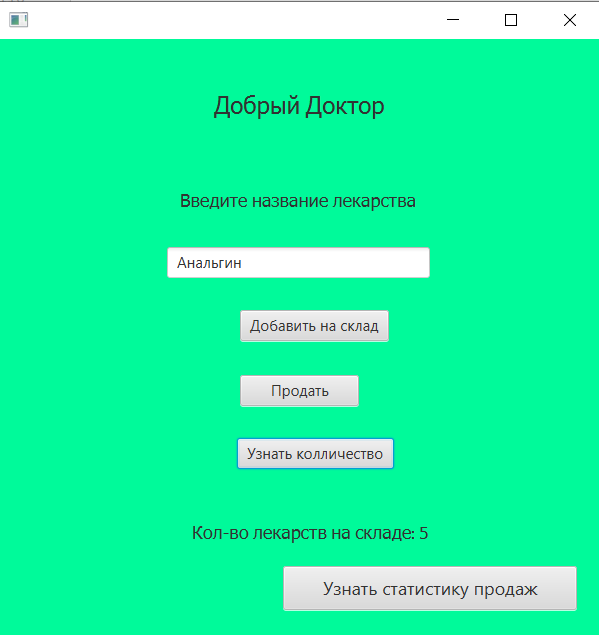 Добрый Доктор
Введите название лекарства
Анальгин
Добавить на склад
Продать
Узнать колличество
Кол-во лекарств на складе: 5
Узнать статистику продаж